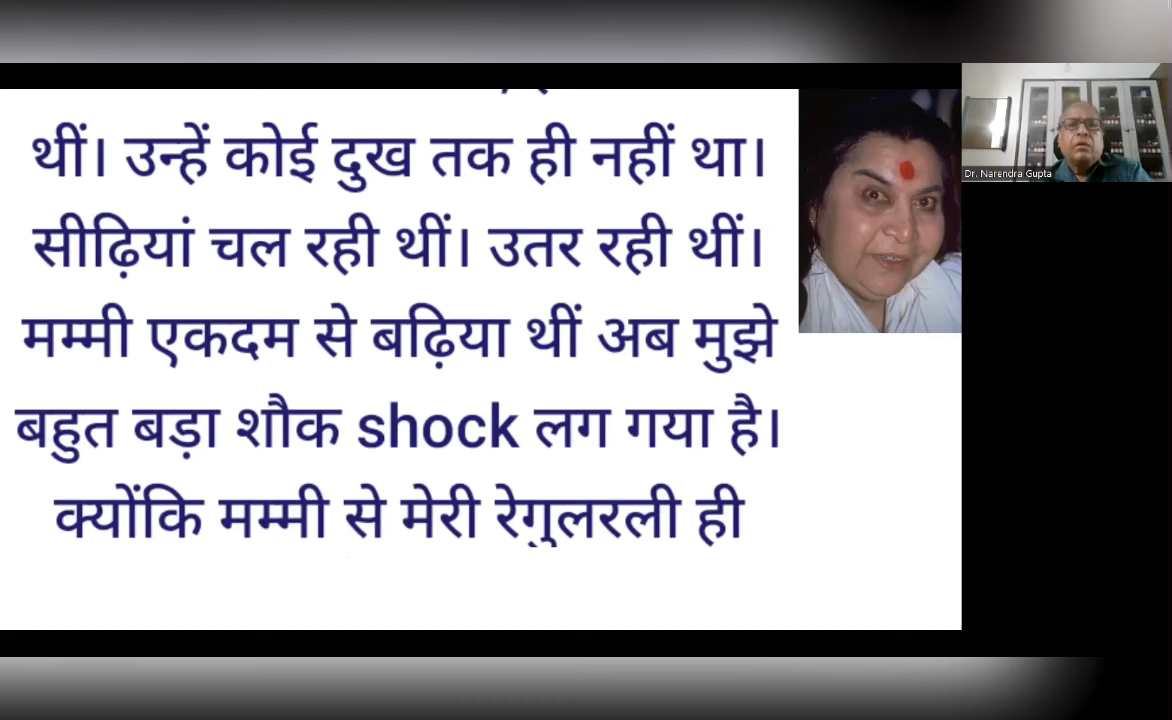 थीं। उन्हें कोई दुख तक ही नहीं था।
सीढ़ियां चल रही थीं। उतर रही थीं।
मम्मी एकदम से बढ़िया थीं अब मुझे
बहुत बड़ा शौक shock लग गया है।
क्योंकि मम्मी से मेरी रेगुलरली ही
Dr. Narendra Gupta